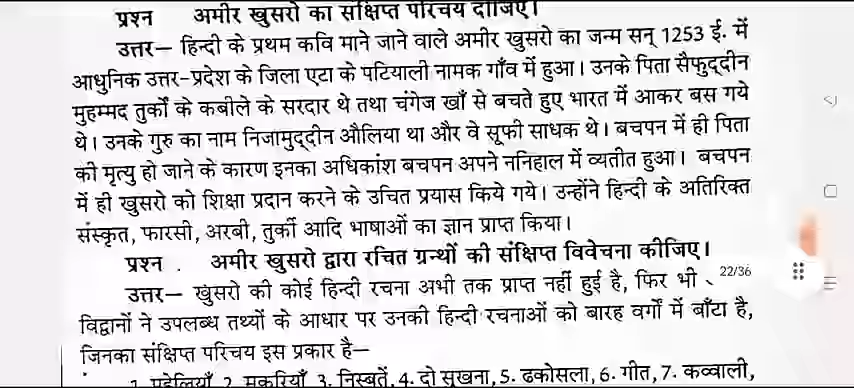 प्रश्न अमीर खुसरो का संक्षिप्त परिचय दीजिए।
उत्तर— हिन्दी के प्रथम कवि माने जाने वाले अमीर खुसरो का जन्म सन् 1253 ई. में
आधुनिक उत्तर-प्रदेश के जिला एटा के पटियाली नामक गाँव में हुआ। उनके पिता सैफुद्दीन
मुहम्मद तुर्कों के कबीले के सरदार थे तथा चंगेज खाँ से बचते हुए भारत में आकर बस गये
थे। उनके गुरु का नाम निजामुद्दीन औलिया था और वे सूफी साधक थे। बचपन में ही पिता
की मृत्यु हो जाने के कारण इनका अधिकांश बचपन अपने ननिहाल में व्यतीत हुआ। बचपन
में ही खुसरो को शिक्षा प्रदान करने के उचित प्रयास किये गये। उन्होंने हिन्दी के अतिरिक्त
संस्कृत, फारसी, अरबी, तुर्की आदि भाषाओं का ज्ञान प्राप्त किया।
प्रश्न . अमीर खुसरो द्वारा रचित ग्रन्थों की संक्षिप्त विवेचना कीजिए।
उत्तर— खुसरो की कोई हिन्दी रचना अभी तक प्राप्त नहीं हुई है, फिर भी
22/36
विद्वानों ने उपलब्ध तथ्यों के आधार पर उनकी हिन्दी रचनाओं को बारह वर्गों में बाँटा है,
जिनका संक्षिप्त परिचय इस प्रकार है—
1. पहेलियाँ 2. मुकरियाँ 3. निस्बतें, 4. दो सुखना, 5. ढकोसला, 6. गीत, 7. कव्वाली,